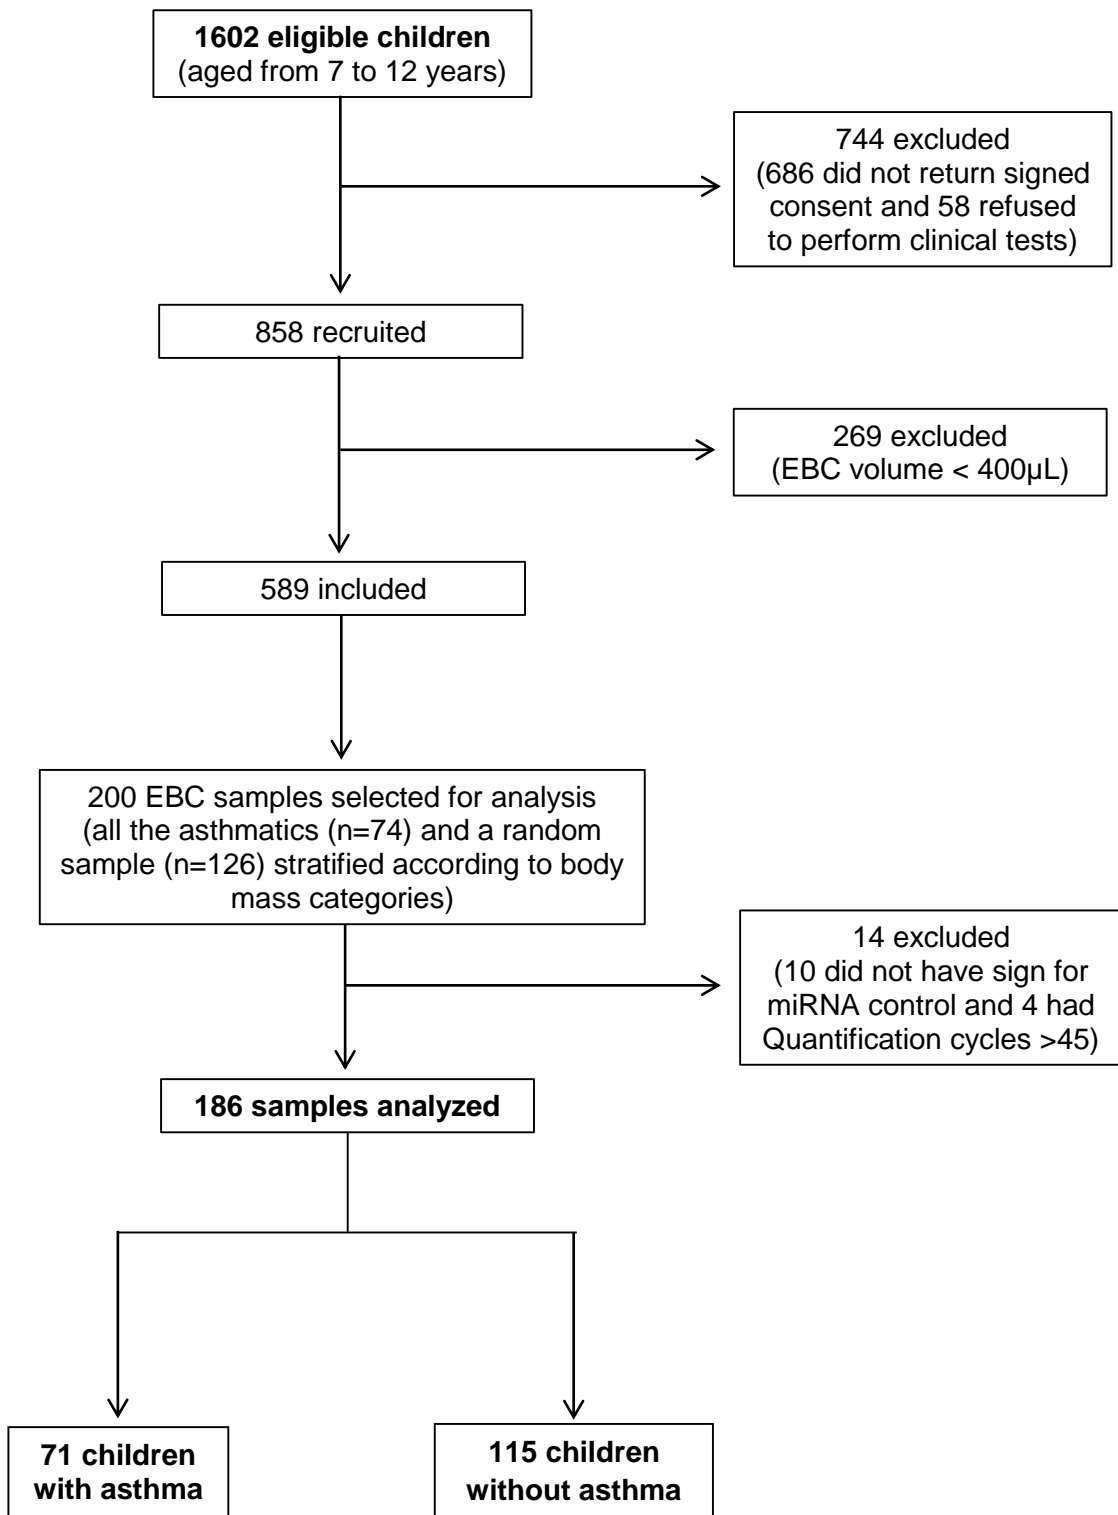 1602 eligible children
(aged from 7 to 12 years)
744 excluded
(686 did not return signed
consent and 58 refused
to perform clinical tests)
858 recruited
269 excluded
(EBC volume < 400µL)
589 included
200 EBC samples selected for analysis
(all the asthmatics (n=74) and a random
sample (n=126) stratified according to body
mass categories)
14 excluded
(10 did not have sign for
miRNA control and 4 had
Quantification cycles >45)
186 samples analyzed
71 children
with asthma
115 children
without asthma